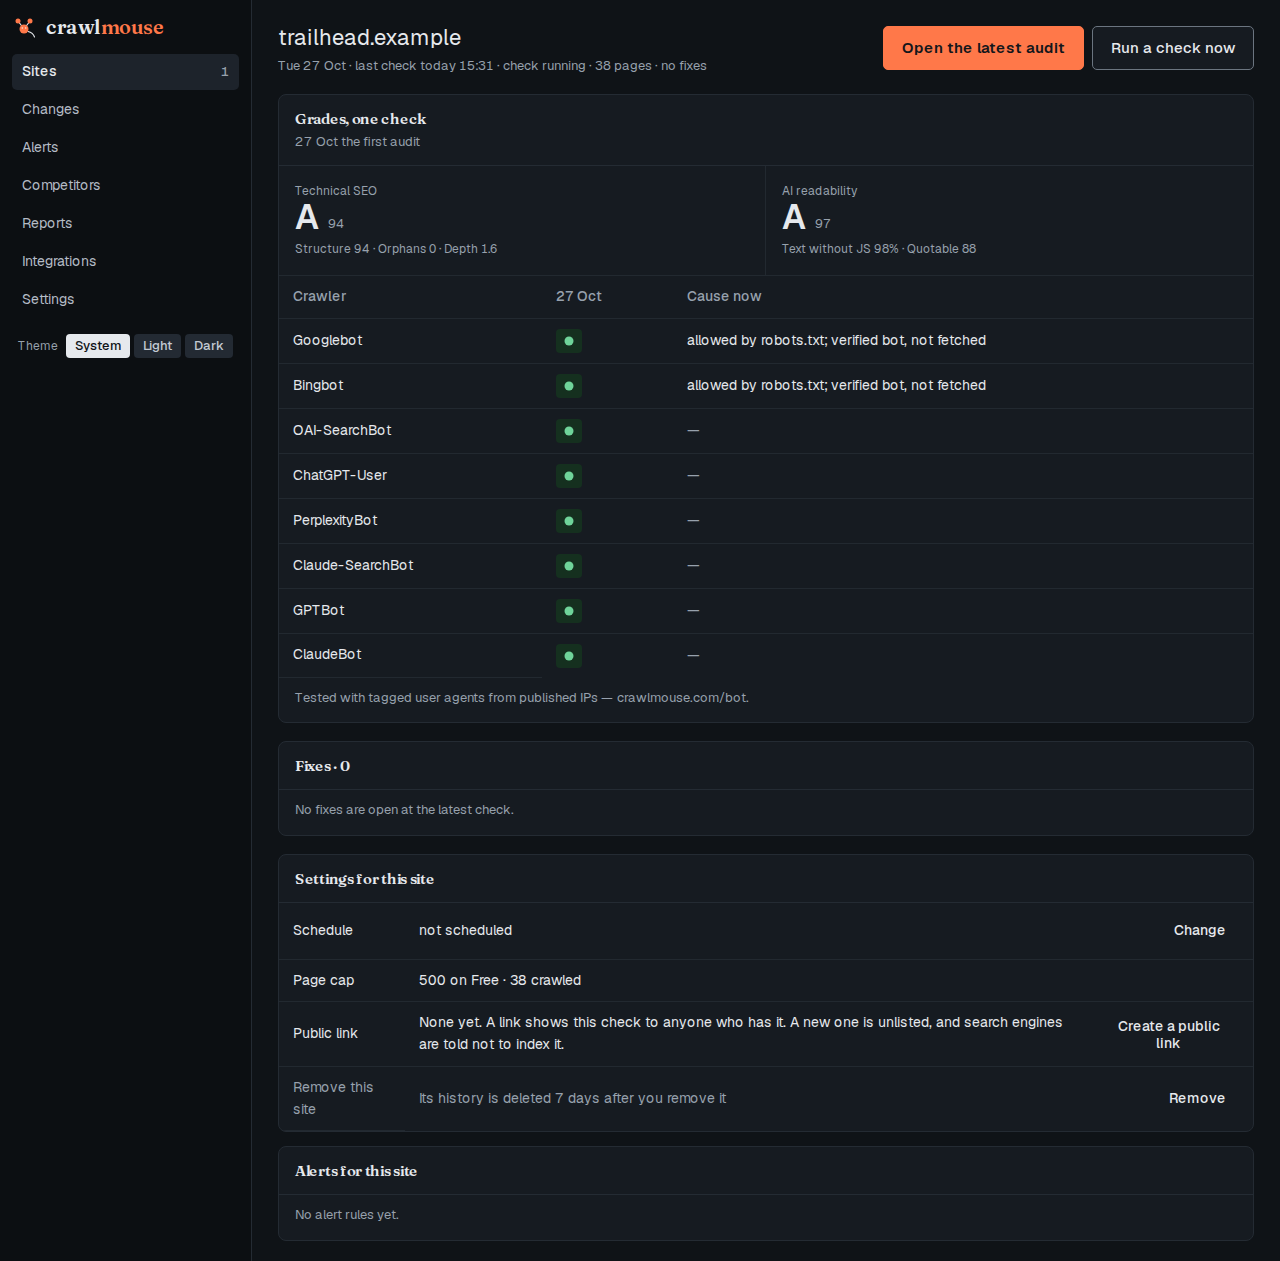 crawlmouse
Sites 1
Changes
Alerts
Competitors
Reports
Integrations
Settings
Theme System Light Dark
trailhead.example
Tue 27 Oct · last check today 15:31 · check running · 38 pages · no fixes
Open the latest audit
Run a check now
Grades, one check
27 Oct the first audit
Technical SEO
A 94
Structure 94 · Orphans 0 · Depth 1.6
AI readability
A 97
Text without JS 98% · Quotable 88
Crawler 27 Oct Cause now
Googlebot allowed by robots.txt; verified bot, not fetched
Bingbot allowed by robots.txt; verified bot, not fetched
OAI-SearchBot —
ChatGPT-User —
PerplexityBot —
Claude-SearchBot —
GPTBot —
ClaudeBot —
Tested with tagged user agents from published IPs — crawlmouse.com/bot.
Fixes · 0
No fixes are open at the latest check.
Settings for this site
Schedule not scheduled Change
Page cap 500 on Free · 38 crawled
Public link None yet. A link shows this check to anyone who has it. A new one is unlisted, and search engines
are told not to index it.
Create a public
link
Remove this
site
Its history is deleted 7 days after you remove it Remove
Alerts for this site
No alert rules yet.